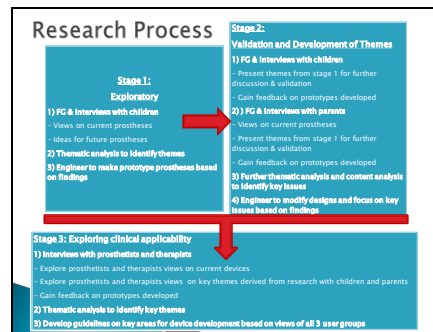 Research Process
Stage 1:
Exploratory
1) FG & Interviews with children
- Views on current prostheses
- Ideas for future prostheses
2) Thematic analysis to identify themes
3) Engineer to make prototype prostheses based
on findings
Stage 2:
Validation and Development of Themes
1) FG & Interviews with children
- Present themes from stage 1 for further
discussion & validation
- Gain feedback on prototypes developed
2) ) FG & Interviews with parents
- Views on current prostheses
- Present themes from stage 1 for further
discussion & validation
- Gain feedback on prototypes developed
3) Further thematic analysis and content analysis
to identify key issues
4) Engineer to modify designs and focus on key
issues based on findings
Stage 3: Exploring clinical applicability
1) Interviews with prosthetists and therapists
- Explore prosthetists and therapists views on current devices
- Explore prosthetists and therapists views on key themes derived from research with children and parents
- Gain feedback on prototypes developed
2) Thematic analysis to identify key themes
3) Develop guidelines on key areas for device development based on views of all 3 user groups